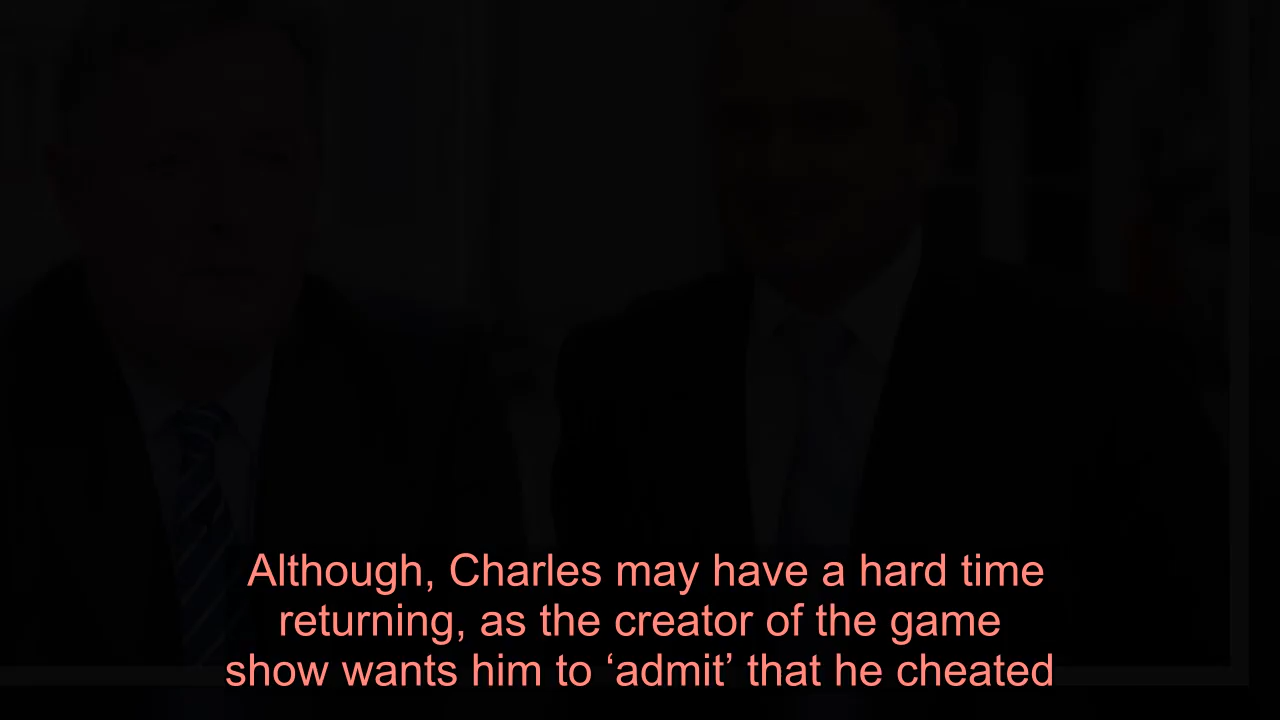 Although, Charles may have a hard time
returning, as the creator of the game
show wants him to ‘admit’ that he cheated